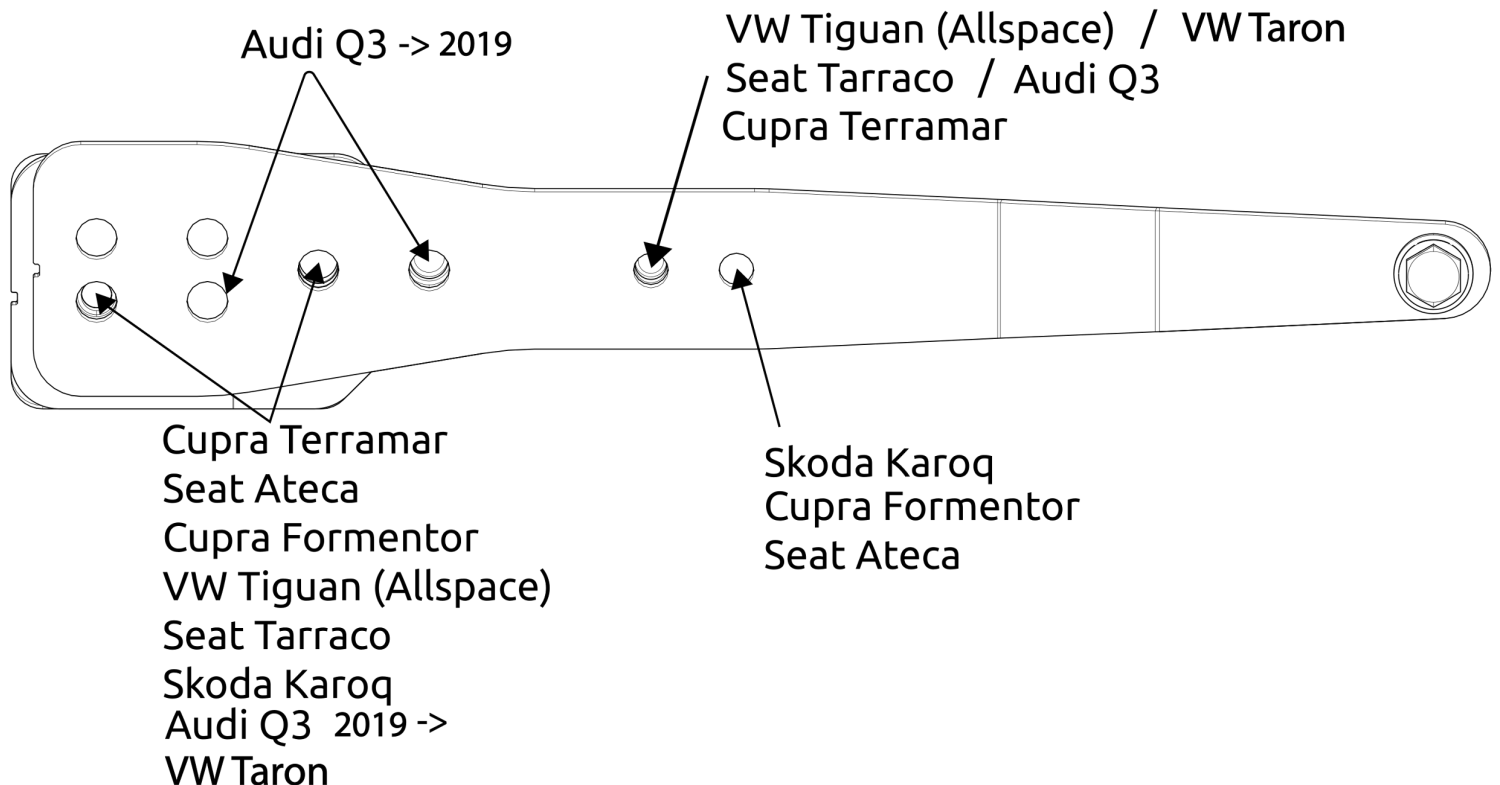 Audi Q3 -> 2019
VW Tiguan (Allspace) / VW Taron
Seat Tarraco / Audi Q3
Cupra Terramar
Cupra Terramar
Seat Ateca
Cupra Formentor
VW Tiguan (Allspace)
Seat Tarraco
Skoda Karoq
Audi Q3 2019 ->
VW Taron
Skoda Karoq
Cupra Formentor
Seat Ateca